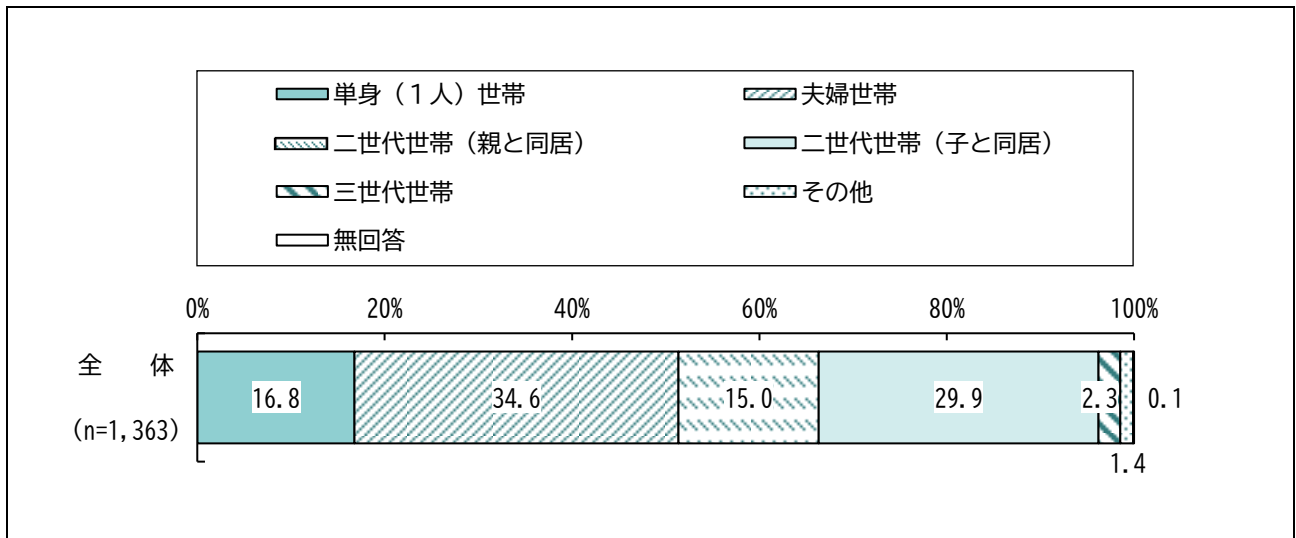 単身（１人）世帯 夫婦世帯
二世代世帯（親と同居） 二世代世帯（子と同居）
三世代世帯 その他
無回答
0% 20% 40% 60% 80% 100%
全　体
(n=1,363)
16.8 34.6 15.0 29.9 2.3 0.1
1.4